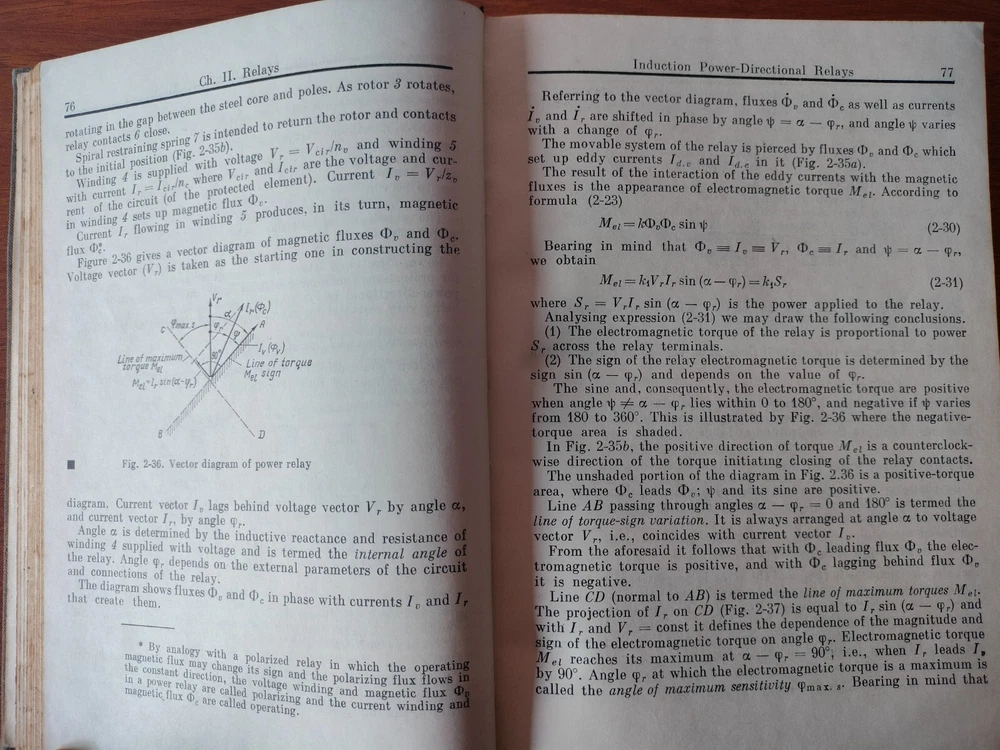 76
Ch. II. Relays
rotating in the gap between the steel core and poles. As rotor 3 rotates,
relay contacts 6 close.
Spiral restraining spring 7 is intended to return the rotor and contacts
to the initial position (Fig. 2-35b).
Winding 4 is supplied with voltage V_r = V_cir/n_v and winding 5
with current I_r = I_cir/n_c where V_cir and I_cir are the voltage and cur-
rent of the circuit (of the protected element). Current I_v = V_r/z_v
in winding 4 sets up magnetic flux Φ_v.
Current I_r flowing in winding 5 produces, in its turn, magnetic
flux Φ_c*.
Figure 2-36 gives a vector diagram of magnetic fluxes Φ_v and Φ_c.
Voltage vector (V_r) is taken as the starting one in constructing the
V_r
I_r(Φ_c)
α
A
φ_max.s
φ_r
ψ
C
I_v(Φ_v)
90°
Line of maximum
torque M_el
Line of torque
M_el sign
M_el=I_r sin(α-φ_r)
B
D
Fig. 2-36. Vector diagram of power relay
diagram. Current vector I_v lags behind voltage vector V_r by angle α,
and current vector I_r, by angle φ_r.
Angle α is determined by the inductive reactance and resistance of
winding 4 supplied with voltage and is termed the internal angle of
the relay. Angle φ_r depends on the external parameters of the circuit
and connections of the relay.
The diagram shows fluxes Φ_v and Φ_c in phase with currents I_v and I_r
that create them.
* By analogy with a polarized relay in which the operating
magnetic flux may change its sign and the polarizing flux flows in
the constant direction, the voltage winding and magnetic flux Φ_v
in a power relay are called polarizing and the current winding and
magnetic flux Φ_c are called operating.
Induction Power-Directional Relays
77
Referring to the vector diagram, fluxes Φ̇_v and Φ̇_c as well as currents
İ_v and İ_r are shifted in phase by angle ψ = α — φ_r, and angle ψ varies
with a change of φ_r.
The movable system of the relay is pierced by fluxes Φ_v and Φ_c which
set up eddy currents I_d.v and I_d.c in it (Fig. 2-35a).
The result of the interaction of the eddy currents with the magnetic
fluxes is the appearance of electromagnetic torque M_el. According to
formula (2-23)
M_el = kΦ_vΦ_c sin ψ (2-30)
Bearing in mind that Φ_v ≡ I_v ≡ V_r, Φ_c ≡ I_r and ψ = α — φ_r,
we obtain
M_el = k₁V_rI_r sin (α — φ_r) = k₁S_r (2-31)
where S_r = V_rI_r sin (α — φ_r) is the power applied to the relay.
Analysing expression (2-31) we may draw the following conclusions.
(1) The electromagnetic torque of the relay is proportional to power
S_r across the relay terminals.
(2) The sign of the relay electromagnetic torque is determined by the
sign sin (α — φ_r) and depends on the value of φ_r.
The sine and, consequently, the electromagnetic torque are positive
when angle ψ ≠ α — φ_r lies within 0 to 180°, and negative if ψ varies
from 180 to 360°. This is illustrated by Fig. 2-36 where the negative-
torque area is shaded.
In Fig. 2-35b, the positive direction of torque M_el is a counterclock-
wise direction of the torque initiating closing of the relay contacts.
The unshaded portion of the diagram in Fig. 2.36 is a positive-torque
area, where Φ_c leads Φ_v; ψ and its sine are positive.
Line AB passing through angles α — φ_r = 0 and 180° is termed the
line of torque-sign variation. It is always arranged at angle α to voltage
vector V_r, i.e., coincides with current vector I_v.
From the aforesaid it follows that with Φ_c leading flux Φ_v the elec-
tromagnetic torque is positive, and with Φ_c lagging behind flux Φ_v
it is negative.
Line CD (normal to AB) is termed the line of maximum torques M_el.
The projection of I_r on CD (Fig. 2-37) is equal to I_r sin (α — φ_r) and
with I_r and V_r = const it defines the dependence of the magnitude and
sign of the electromagnetic torque on angle φ_r. Electromagnetic torque
M_el reaches its maximum at α — φ_r = 90°, i.e., when I_r leads I_v
by 90°. Angle φ_r at which the electromagnetic torque is a maximum is
called the angle of maximum sensitivity φ_max. s. Bearing in mind that